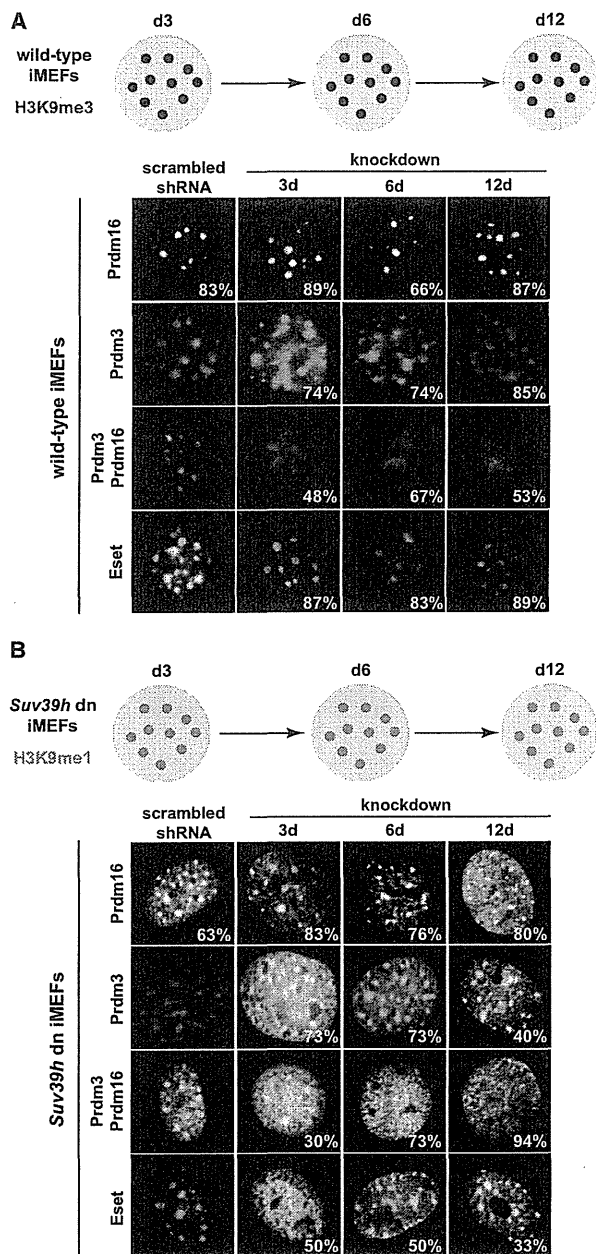 A
d3 d6 d12
wild-type
iMEFs
H3K9me3
scrambled
shRNA
knockdown
3d 6d 12d
wild-type iMEFs
Prdm16
83% 89% 66% 87%
Prdm3
74% 74% 85%
Prdm3
Prdm16
48% 67% 53%
Eset
87% 83% 89%
B
d3 d6 d12
Suv39h dn
iMEFs
H3K9me1
scrambled
shRNA
knockdown
3d 6d 12d
Suv39h dn iMEFs
Prdm16
63% 83% 76% 80%
Prdm3
73% 73% 40%
Prdm3
Prdm16
30% 73% 94%
Eset
50% 50% 33%